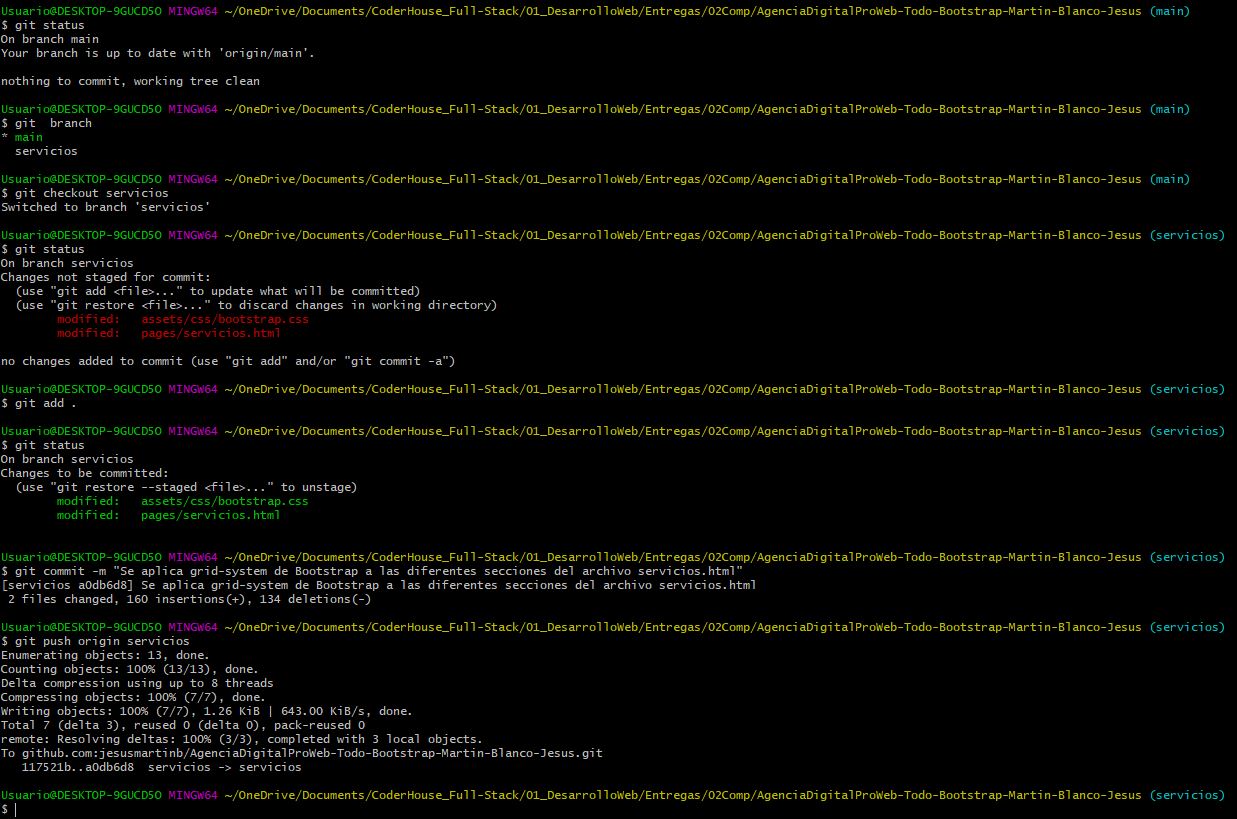 Usuario@DESKTOP-9GUCD5O MINGW64 ~/OneDrive/Documents/CoderHouse_Full-Stack/01_DesarrolloWeb/Entregas/02Comp/AgenciaDigitalProWeb-Todo-Bootstrap-Martin-Blanco-Jesus (main)
$ git status
On branch main
Your branch is up to date with 'origin/main'.
nothing to commit, working tree clean
Usuario@DESKTOP-9GUCD5O MINGW64 ~/OneDrive/Documents/CoderHouse_Full-Stack/01_DesarrolloWeb/Entregas/02Comp/AgenciaDigitalProWeb-Todo-Bootstrap-Martin-Blanco-Jesus (main)
$ git  branch
* main
  servicios
Usuario@DESKTOP-9GUCD5O MINGW64 ~/OneDrive/Documents/CoderHouse_Full-Stack/01_DesarrolloWeb/Entregas/02Comp/AgenciaDigitalProWeb-Todo-Bootstrap-Martin-Blanco-Jesus (main)
$ git checkout servicios
Switched to branch 'servicios'
Usuario@DESKTOP-9GUCD5O MINGW64 ~/OneDrive/Documents/CoderHouse_Full-Stack/01_DesarrolloWeb/Entregas/02Comp/AgenciaDigitalProWeb-Todo-Bootstrap-Martin-Blanco-Jesus (servicios)
$ git status
On branch servicios
Changes not staged for commit:
  (use "git add <file>..." to update what will be committed)
  (use "git restore <file>..." to discard changes in working directory)
        modified:   assets/css/bootstrap.css
        modified:   pages/servicios.html
no changes added to commit (use "git add" and/or "git commit -a")
Usuario@DESKTOP-9GUCD5O MINGW64 ~/OneDrive/Documents/CoderHouse_Full-Stack/01_DesarrolloWeb/Entregas/02Comp/AgenciaDigitalProWeb-Todo-Bootstrap-Martin-Blanco-Jesus (servicios)
$ git add .
Usuario@DESKTOP-9GUCD5O MINGW64 ~/OneDrive/Documents/CoderHouse_Full-Stack/01_DesarrolloWeb/Entregas/02Comp/AgenciaDigitalProWeb-Todo-Bootstrap-Martin-Blanco-Jesus (servicios)
$ git status
On branch servicios
Changes to be committed:
  (use "git restore --staged <file>..." to unstage)
        modified:   assets/css/bootstrap.css
        modified:   pages/servicios.html
Usuario@DESKTOP-9GUCD5O MINGW64 ~/OneDrive/Documents/CoderHouse_Full-Stack/01_DesarrolloWeb/Entregas/02Comp/AgenciaDigitalProWeb-Todo-Bootstrap-Martin-Blanco-Jesus (servicios)
$ git commit -m "Se aplica grid-system de Bootstrap a las diferentes secciones del archivo servicios.html"
[servicios a0db6d8] Se aplica grid-system de Bootstrap a las diferentes secciones del archivo servicios.html
 2 files changed, 160 insertions(+), 134 deletions(-)
Usuario@DESKTOP-9GUCD5O MINGW64 ~/OneDrive/Documents/CoderHouse_Full-Stack/01_DesarrolloWeb/Entregas/02Comp/AgenciaDigitalProWeb-Todo-Bootstrap-Martin-Blanco-Jesus (servicios)
$ git push origin servicios
Enumerating objects: 13, done.
Counting objects: 100% (13/13), done.
Delta compression using up to 8 threads
Compressing objects: 100% (7/7), done.
Writing objects: 100% (7/7), 1.26 KiB | 643.00 KiB/s, done.
Total 7 (delta 3), reused 0 (delta 0), pack-reused 0
remote: Resolving deltas: 100% (3/3), completed with 3 local objects.
To github.com:jesusmartinb/AgenciaDigitalProWeb-Todo-Bootstrap-Martin-Blanco-Jesus.git
   117521b..a0db6d8  servicios -> servicios
Usuario@DESKTOP-9GUCD5O MINGW64 ~/OneDrive/Documents/CoderHouse_Full-Stack/01_DesarrolloWeb/Entregas/02Comp/AgenciaDigitalProWeb-Todo-Bootstrap-Martin-Blanco-Jesus (servicios)
$